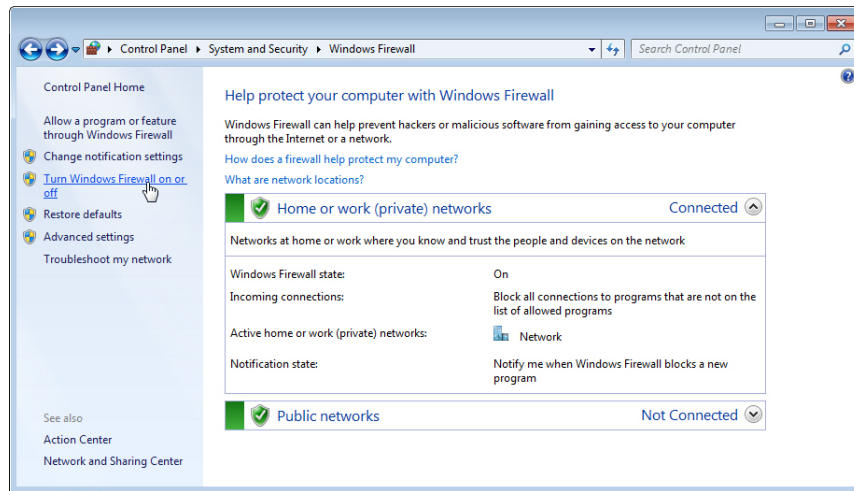 Control Panel ▸ System and Security ▸ Windows Firewall
Search Control Panel
Control Panel Home
Allow a program or feature
through Windows Firewall
Change notification settings
Turn Windows Firewall on or
off
Restore defaults
Advanced settings
Troubleshoot my network
See also
Action Center
Network and Sharing Center
Help protect your computer with Windows Firewall
Windows Firewall can help prevent hackers or malicious software from gaining access to your computer
through the Internet or a network.
How does a firewall help protect my computer?
What are network locations?
Home or work (private) networks Connected
Networks at home or work where you know and trust the people and devices on the network
Windows Firewall state: On
Incoming connections: Block all connections to programs that are not on the
list of allowed programs
Active home or work (private) networks: Network
Notification state: Notify me when Windows Firewall blocks a new
program
Public networks Not Connected